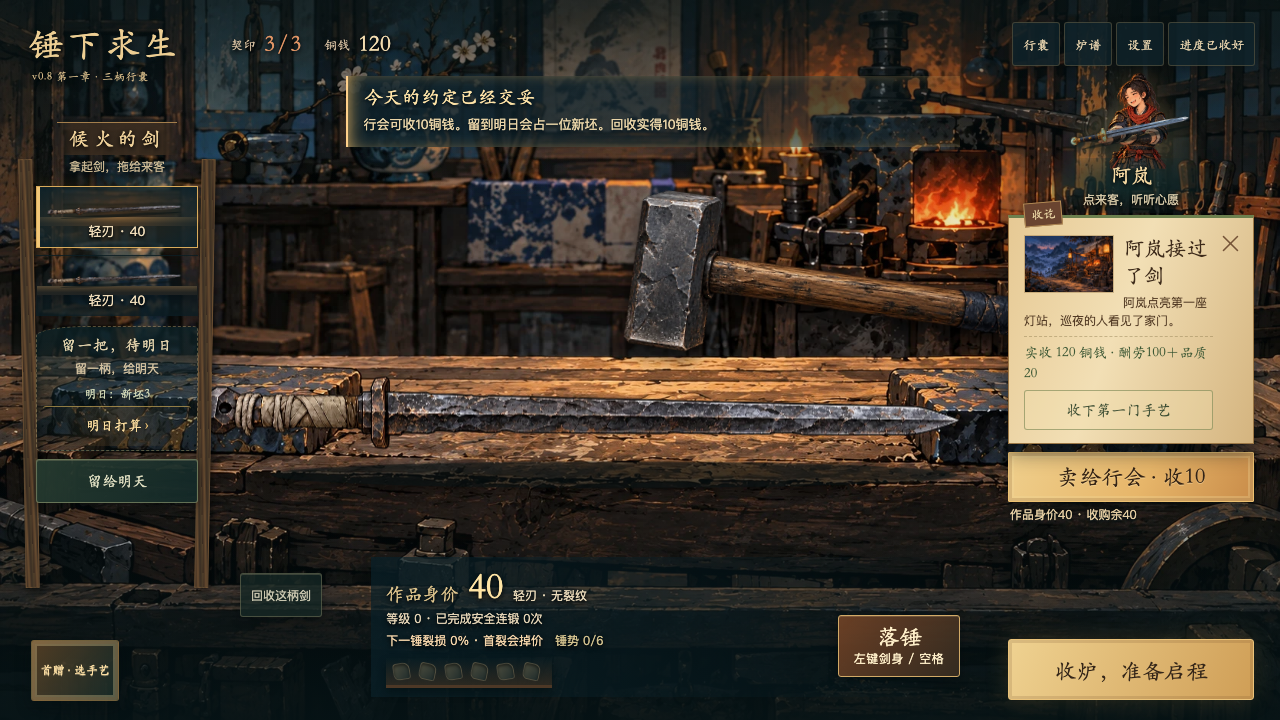 锤下求生
v0.8 第一章 · 三柄行囊
契印 3/3 铜钱 120
行囊 炉谱 设置 进度已收好
今天的约定已经交妥
行会可收10铜钱。留到明日会占一位新坯。回收实得10铜钱。
候火的剑
拿起剑，拖给来客
轻刃 · 40
轻刃 · 40
留一把，待明日
留一柄，给明天
明日：新坯3
明日打算 ›
留给明天
首赠 · 选手艺
回收这柄剑
作品身价 40 轻刃 · 无裂纹
等级 0 · 已完成安全连锻 0次
下一锤裂损 0% · 首裂会掉价 锤势 0/6
落锤
左键剑身 / 空格
阿岚
点来客，听听心愿
收讫
阿岚接过
了剑
阿岚点亮第一座
灯站，巡夜的人看见了家门。
实收 120 铜钱 · 酬劳100＋品质
20
收下第一门手艺
卖给行会 · 收10
作品身价40 · 收购余40
收炉，准备启程